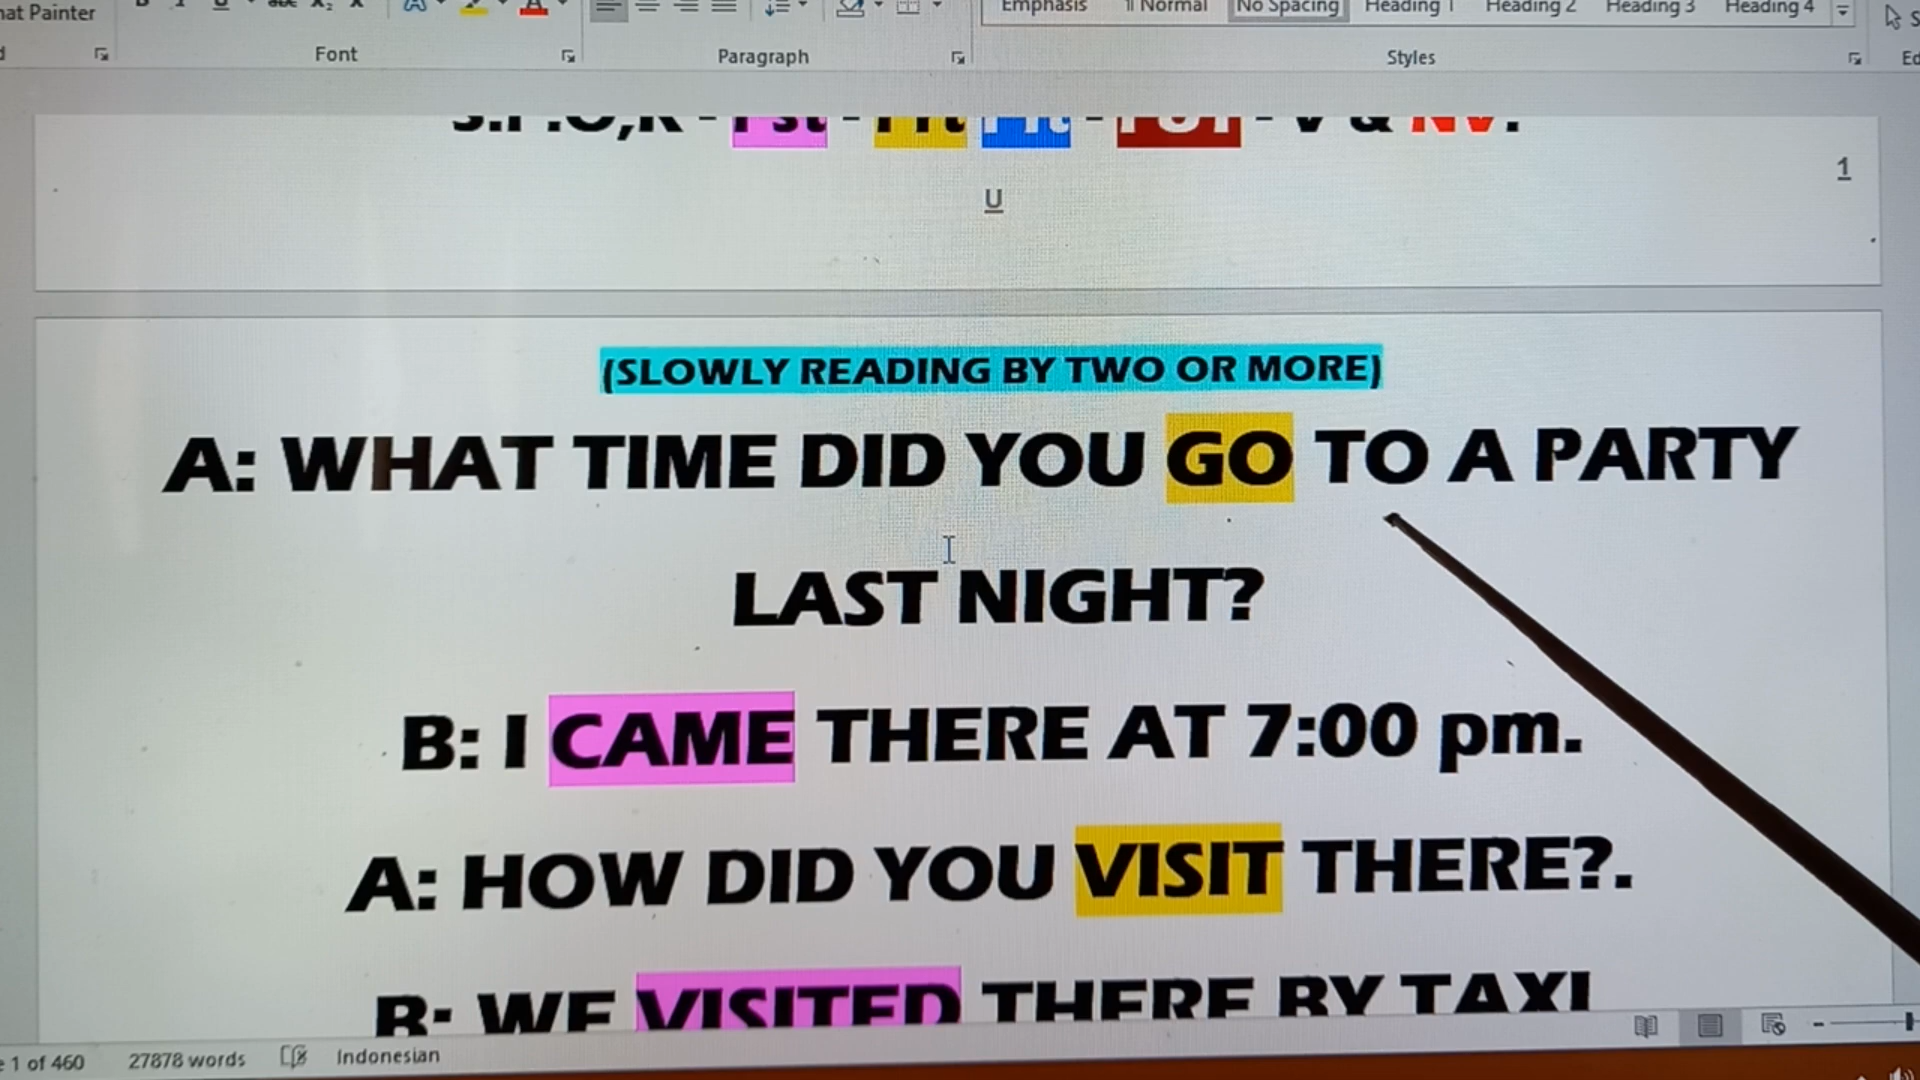 nat Painter
Emphasis ¶ Normal No Spacing Heading 1 Heading 2 Heading 3 Heading 4
Font Paragraph Styles
1
U
(SLOWLY READING BY TWO OR MORE)
A: WHAT TIME DID YOU GO TO A PARTY
LAST NIGHT?
B: I CAME THERE AT 7:00 pm.
A: HOW DID YOU VISIT THERE?.
B: WE VISITED THERE BY TAXI
1 of 460 27878 words Indonesian